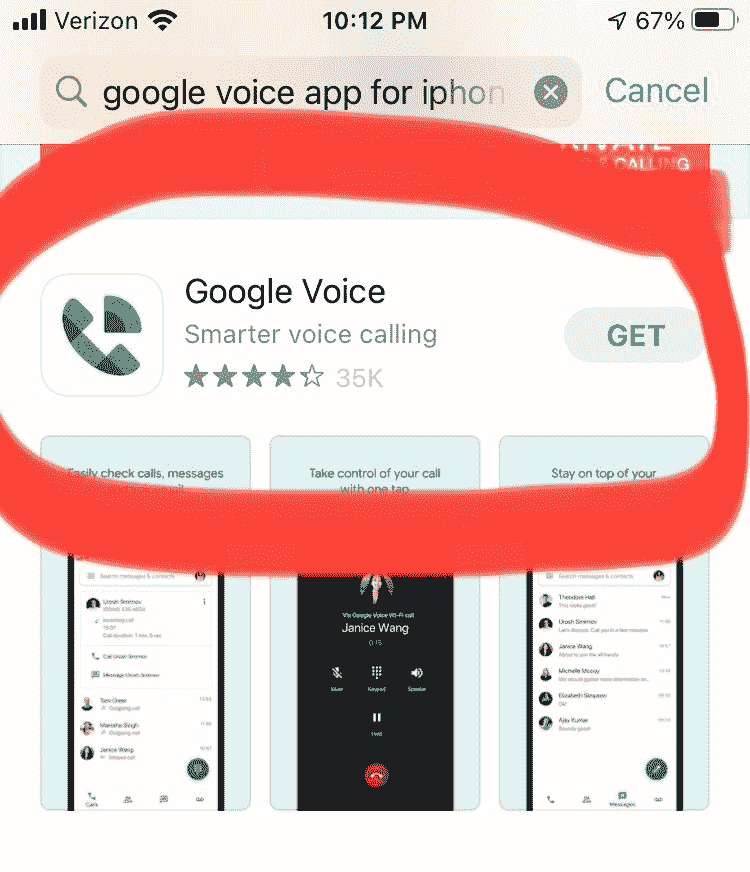 Verizon 10:12 PM 67%
google voice app for iphon Cancel
CALLING
Google Voice
Smarter voice calling
GET
35K
Easily check calls, messages
Take control of your call
with one tap
Stay on top of your
Search messages & contacts
Urosh Smirnov
Incoming call
15:01
Call duration: 1 min, 5 sec
Call Urosh Smirnov
Message Urosh Smirnov
Tom Greer
Outgoing call
Manisha Singh
Outgoing call
Janice Wang
Missed call
Calls
Via Google Voice Wi-Fi call
Janice Wang
0:15
Mute Keypad Speaker
Hold
Search messages & contacts
Theodore Hall Now
This looks good!
Urosh Smirnov
Let's discuss. Call you in a few minutes.
Janice Wang
About to join the all hands
Michelle Mccoy
Elizabeth Simpson
Ok!
Ajay Kumar
Sounds good!
Messages